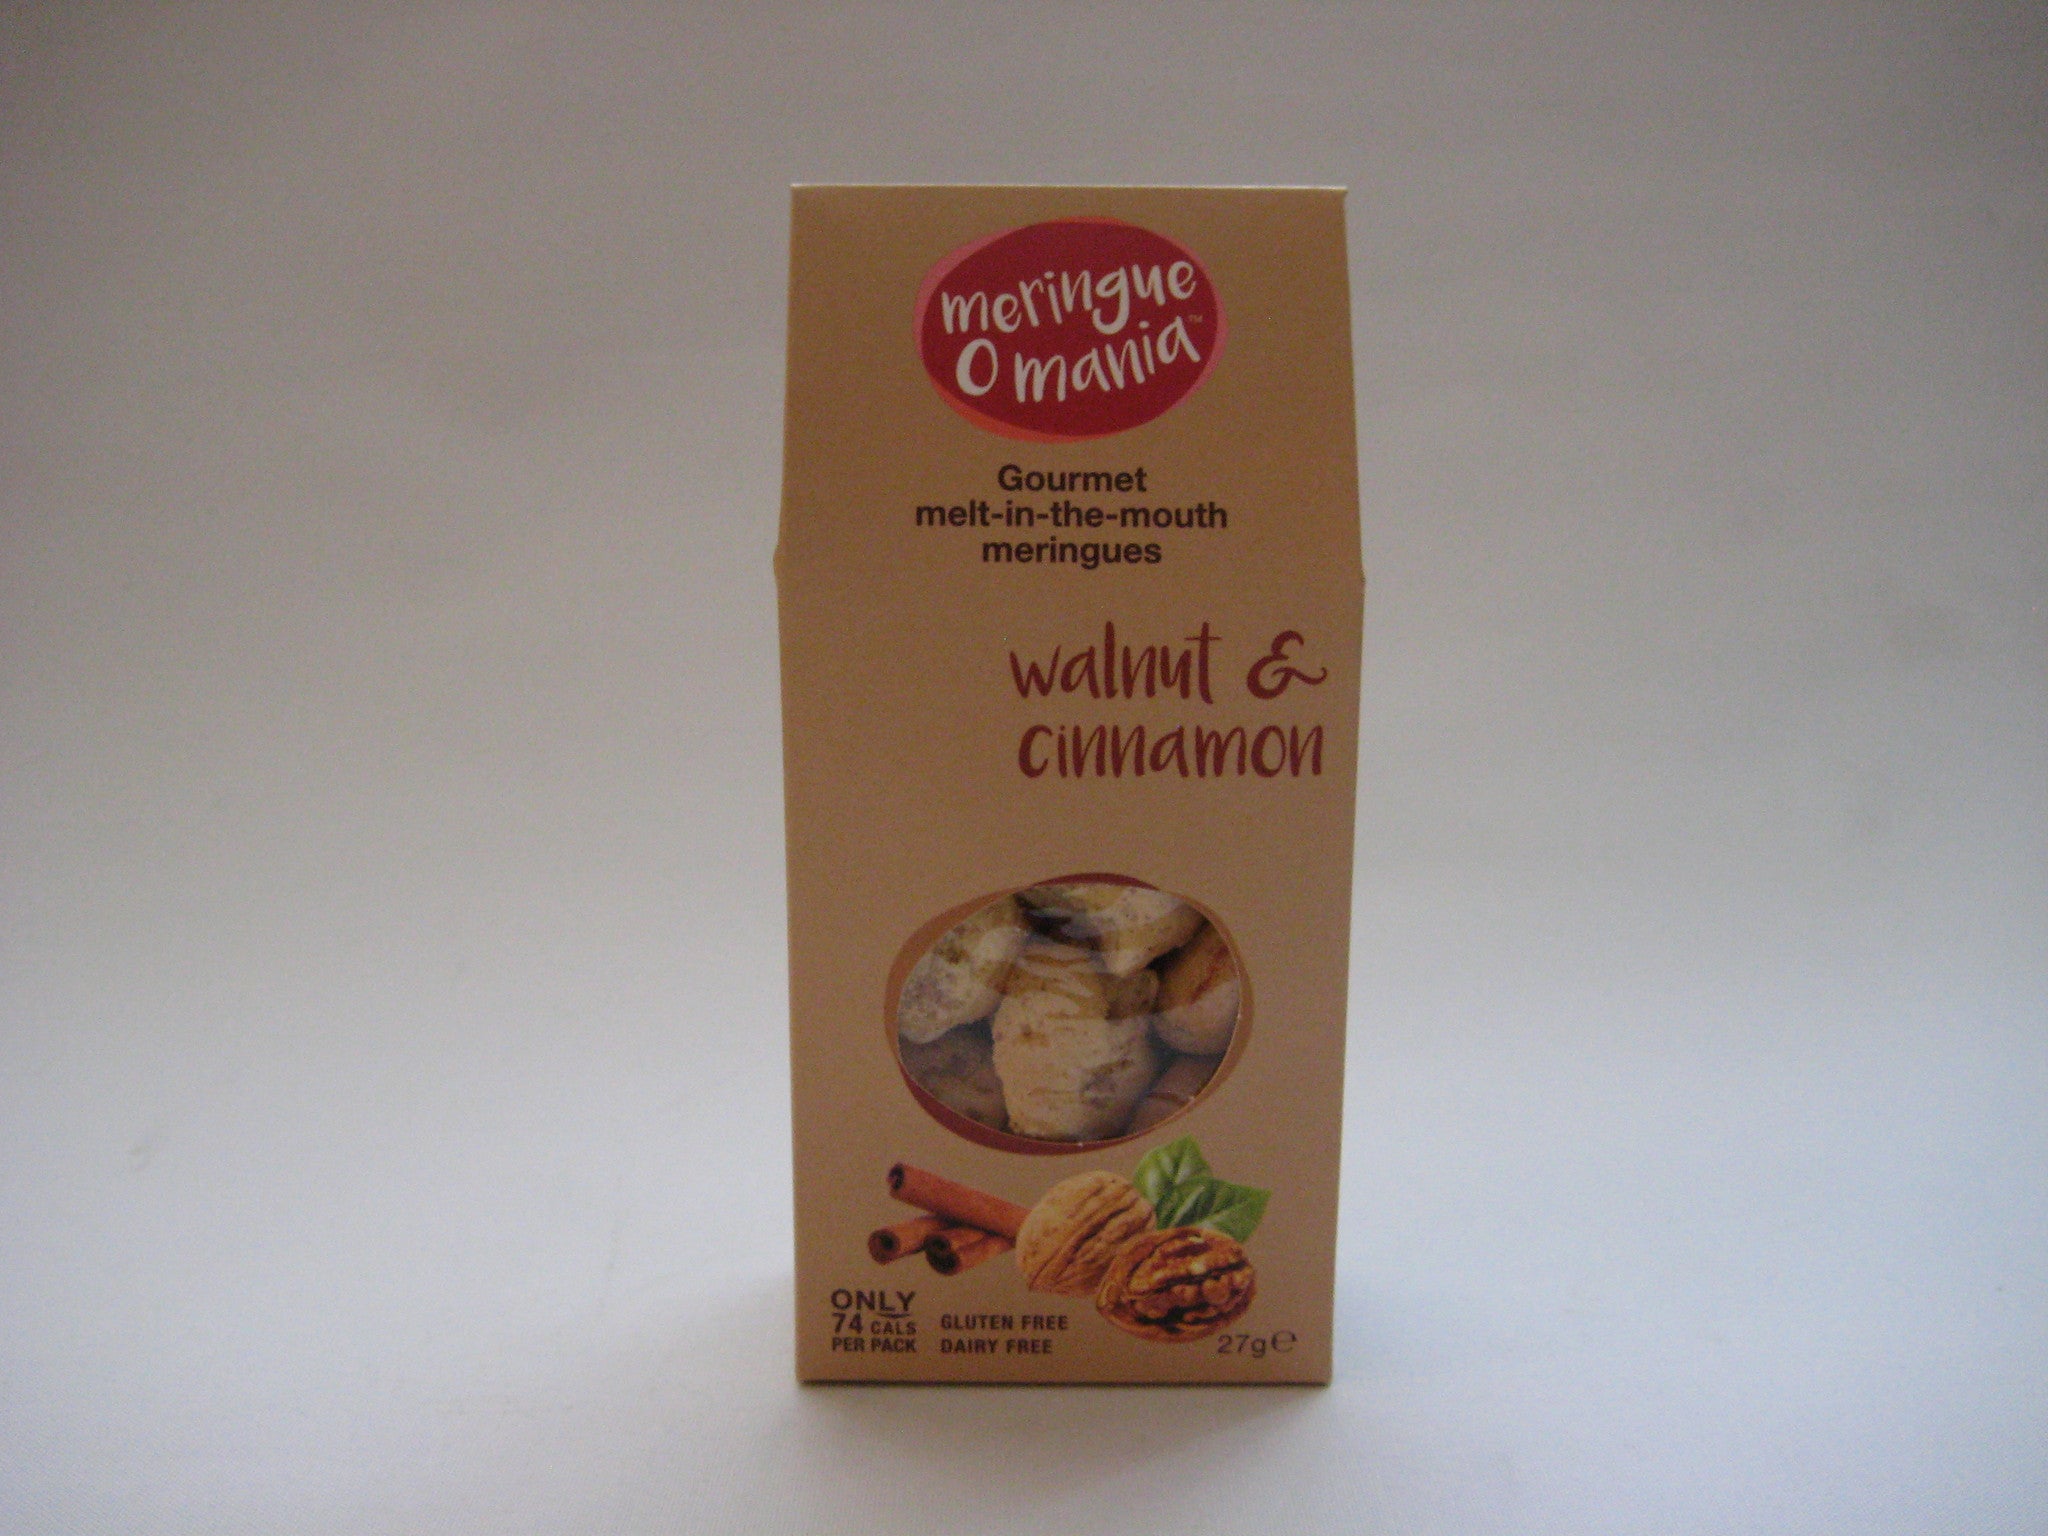 meringue
O mania™
Gourmet
melt-in-the-mouth
meringues
walnut &
cinnamon
ONLY
74 CALS
PER PACK
GLUTEN FREE
DAIRY FREE
27g℮